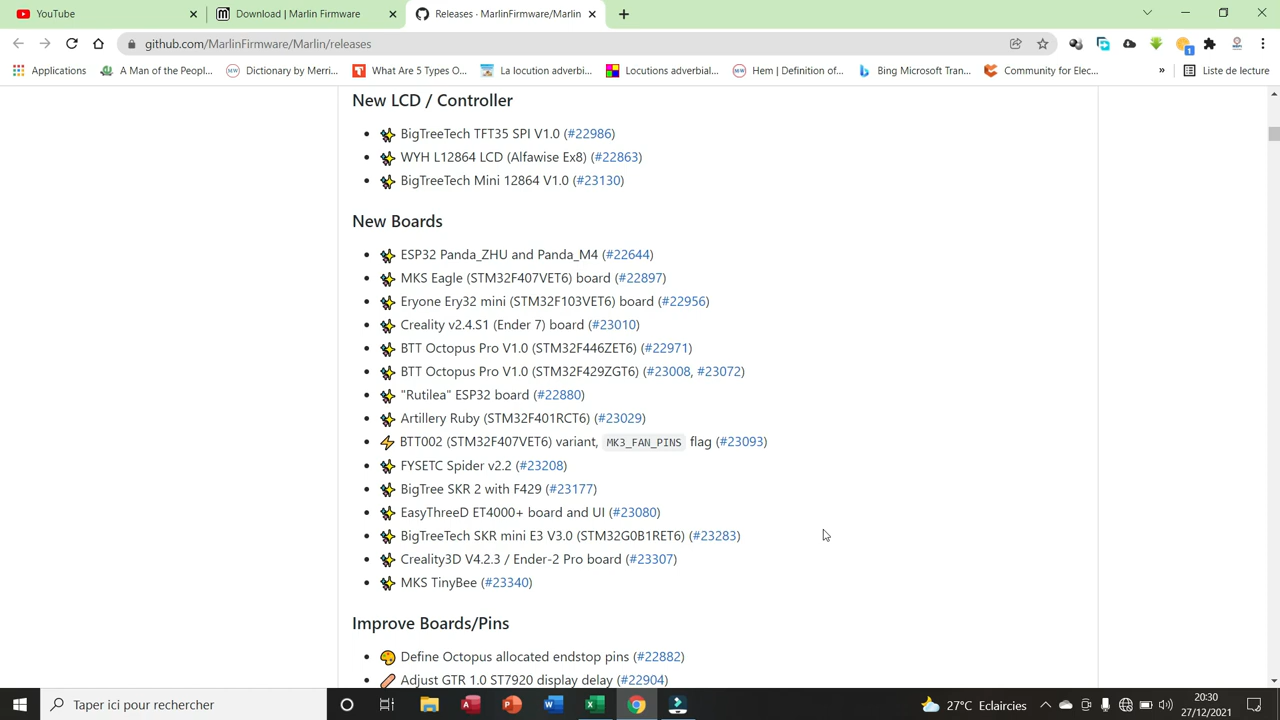 YouTube
Download | Marlin Firmware
Releases · MarlinFirmware/Marlin
github.com/MarlinFirmware/Marlin/releases
1
Applications
A Man of the Peopl...
Dictionary by Merri...
What Are 5 Types O...
La locution adverbi...
Locutions adverbial...
Hem | Definition of...
Bing Microsoft Tran...
Community for Elec...
»
Liste de lecture
New LCD / Controller
BigTreeTech TFT35 SPI V1.0 (#22986)
WYH L12864 LCD (Alfawise Ex8) (#22863)
BigTreeTech Mini 12864 V1.0 (#23130)
New Boards
ESP32 Panda_ZHU and Panda_M4 (#22644)
MKS Eagle (STM32F407VET6) board (#22897)
Eryone Ery32 mini (STM32F103VET6) board (#22956)
Creality v2.4.S1 (Ender 7) board (#23010)
BTT Octopus Pro V1.0 (STM32F446ZET6) (#22971)
BTT Octopus Pro V1.0 (STM32F429ZGT6) (#23008, #23072)
"Rutilea" ESP32 board (#22880)
Artillery Ruby (STM32F401RCT6) (#23029)
BTT002 (STM32F407VET6) variant, MK3_FAN_PINS flag (#23093)
FYSETC Spider v2.2 (#23208)
BigTree SKR 2 with F429 (#23177)
EasyThreeD ET4000+ board and UI (#23080)
BigTreeTech SKR mini E3 V3.0 (STM32G0B1RET6) (#23283)
Creality3D V4.2.3 / Ender-2 Pro board (#23307)
MKS TinyBee (#23340)
Improve Boards/Pins
Define Octopus allocated endstop pins (#22882)
Adjust GTR 1.0 ST7920 display delay (#22904)
Taper ici pour rechercher
27°C Eclaircies
20:30
27/12/2021